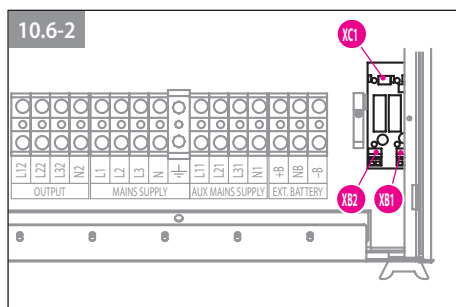 10.6-2
XC1
L12 L22 L32 N2 L1 L2 L3 N L11 L21 L31 N1 +B NB –B
OUTPUT MAINS SUPPLY AUX MAINS SUPPLY EXT. BATTERY
XB2 XB1